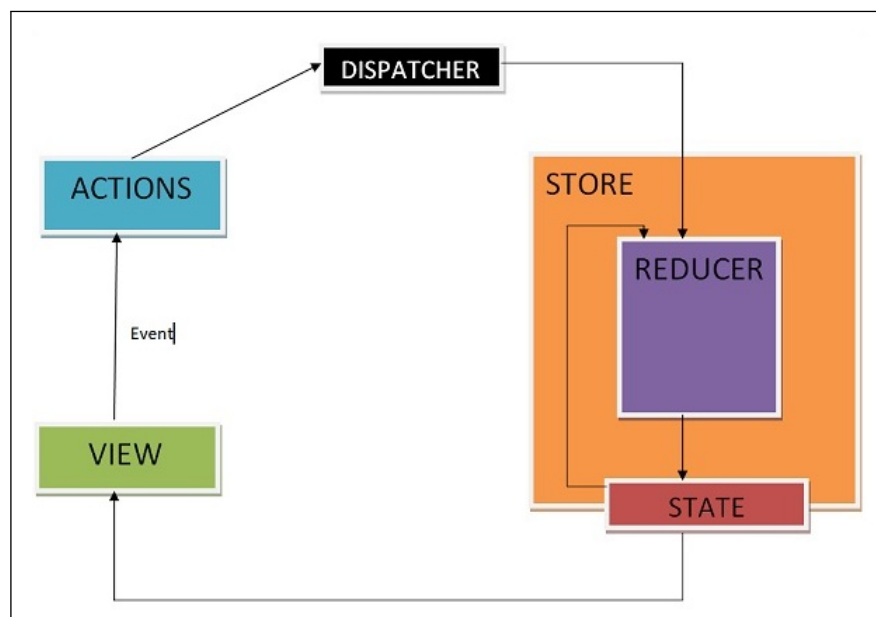 DISPATCHER
ACTIONS
STORE
REDUCER
Event
VIEW
STATE